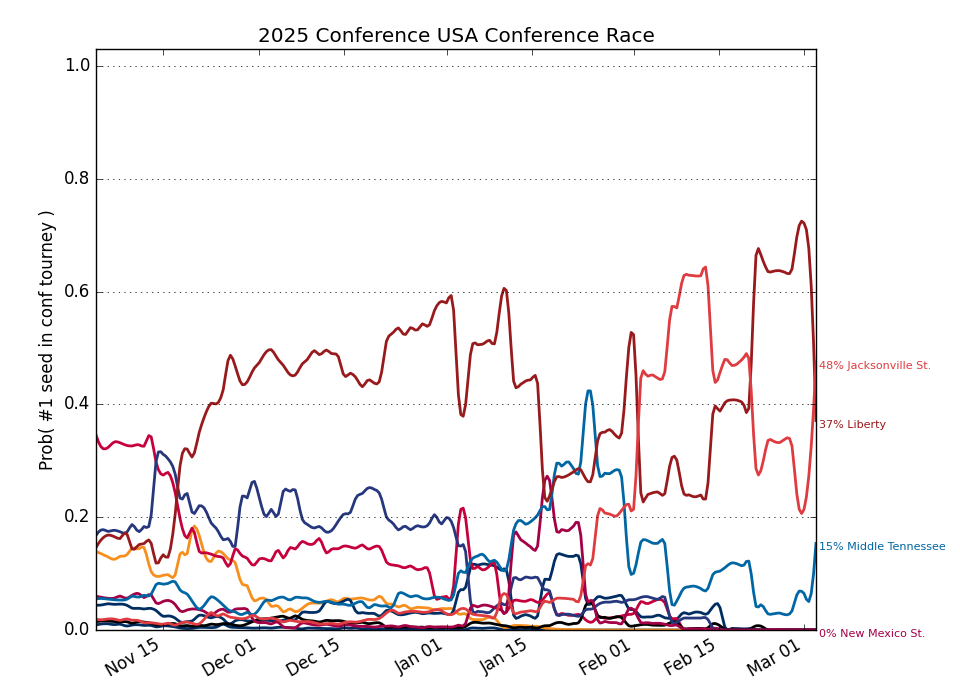 2025 Conference USA Conference Race
Prob( #1 seed in conf tourney )
1.0
0.8
0.6
0.4
0.2
0.0
48% Jacksonville St.
37% Liberty
15% Middle Tennessee
0% New Mexico St.
Nov 15
Dec 01
Dec 15
Jan 01
Jan 15
Feb 01
Feb 15
Mar 01